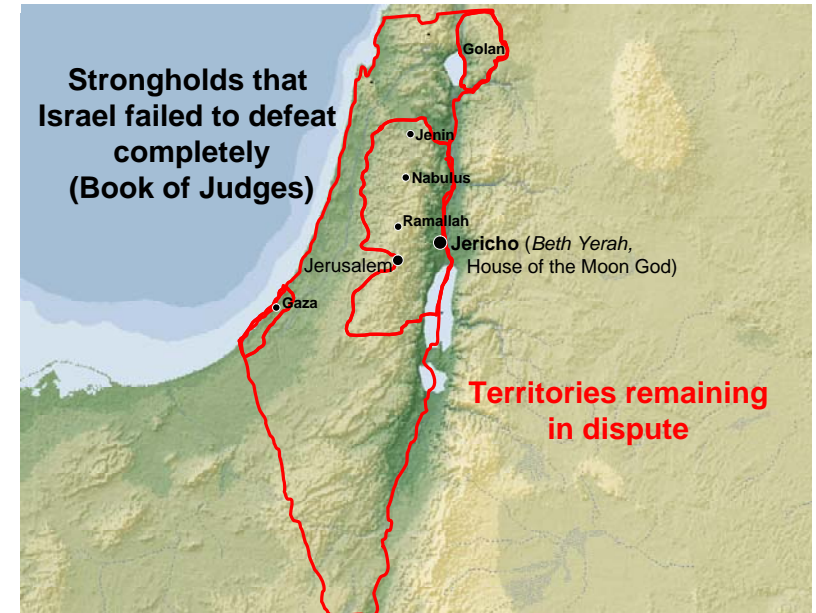 Golan
Strongholds that
Israel failed to defeat
completely
(Book of Judges)
Jenin
Nabulus
Ramallah
Jericho (Beth Yerah,
House of the Moon God)
Jerusalem
Gaza
Territories remaining
in dispute